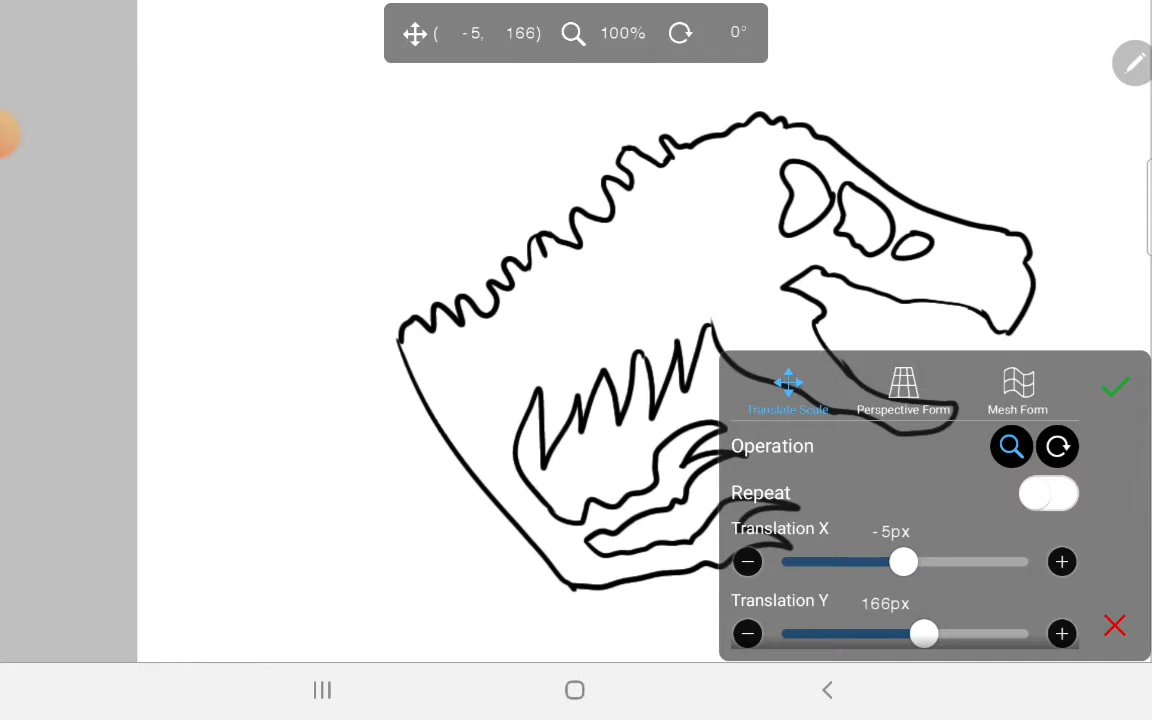 ( -5, 166) 100% 0°
Translate Scale Perspective Form Mesh Form
Operation
Repeat
Translation X -5px
Translation Y 166px